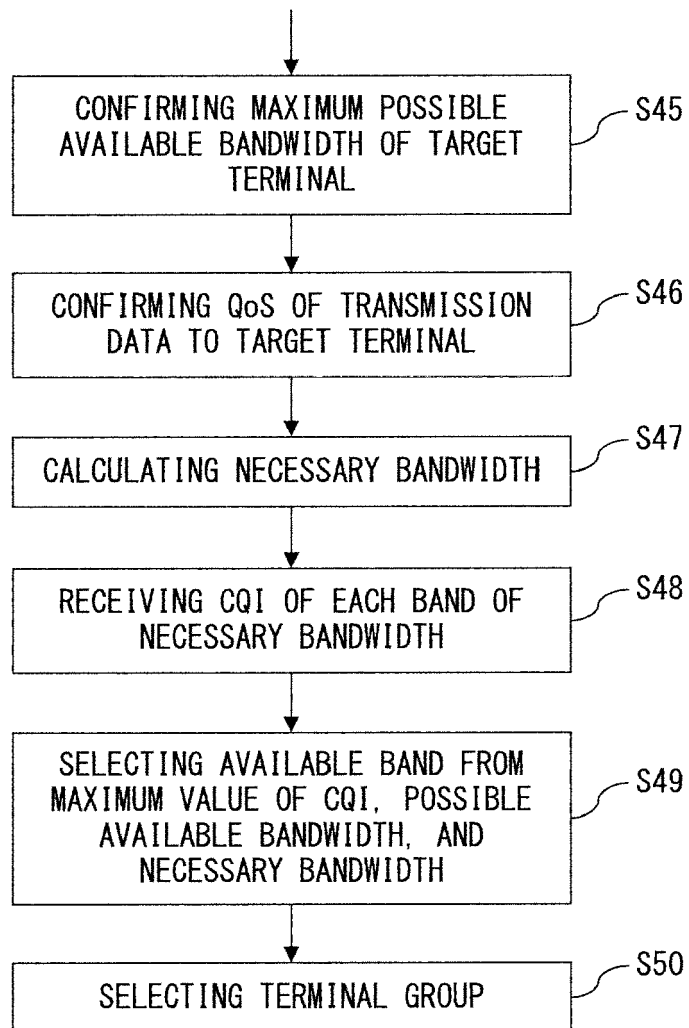 CONFIRMING MAXIMUM POSSIBLE
AVAILABLE BANDWIDTH OF TARGET
TERMINAL
S45
CONFIRMING QoS OF TRANSMISSION
DATA TO TARGET TERMINAL
S46
CALCULATING NECESSARY BANDWIDTH
S47
RECEIVING CQI OF EACH BAND OF
NECESSARY BANDWIDTH
S48
SELECTING AVAILABLE BAND FROM
MAXIMUM VALUE OF CQI, POSSIBLE
AVAILABLE BANDWIDTH, AND
NECESSARY BANDWIDTH
S49
SELECTING TERMINAL GROUP
S50